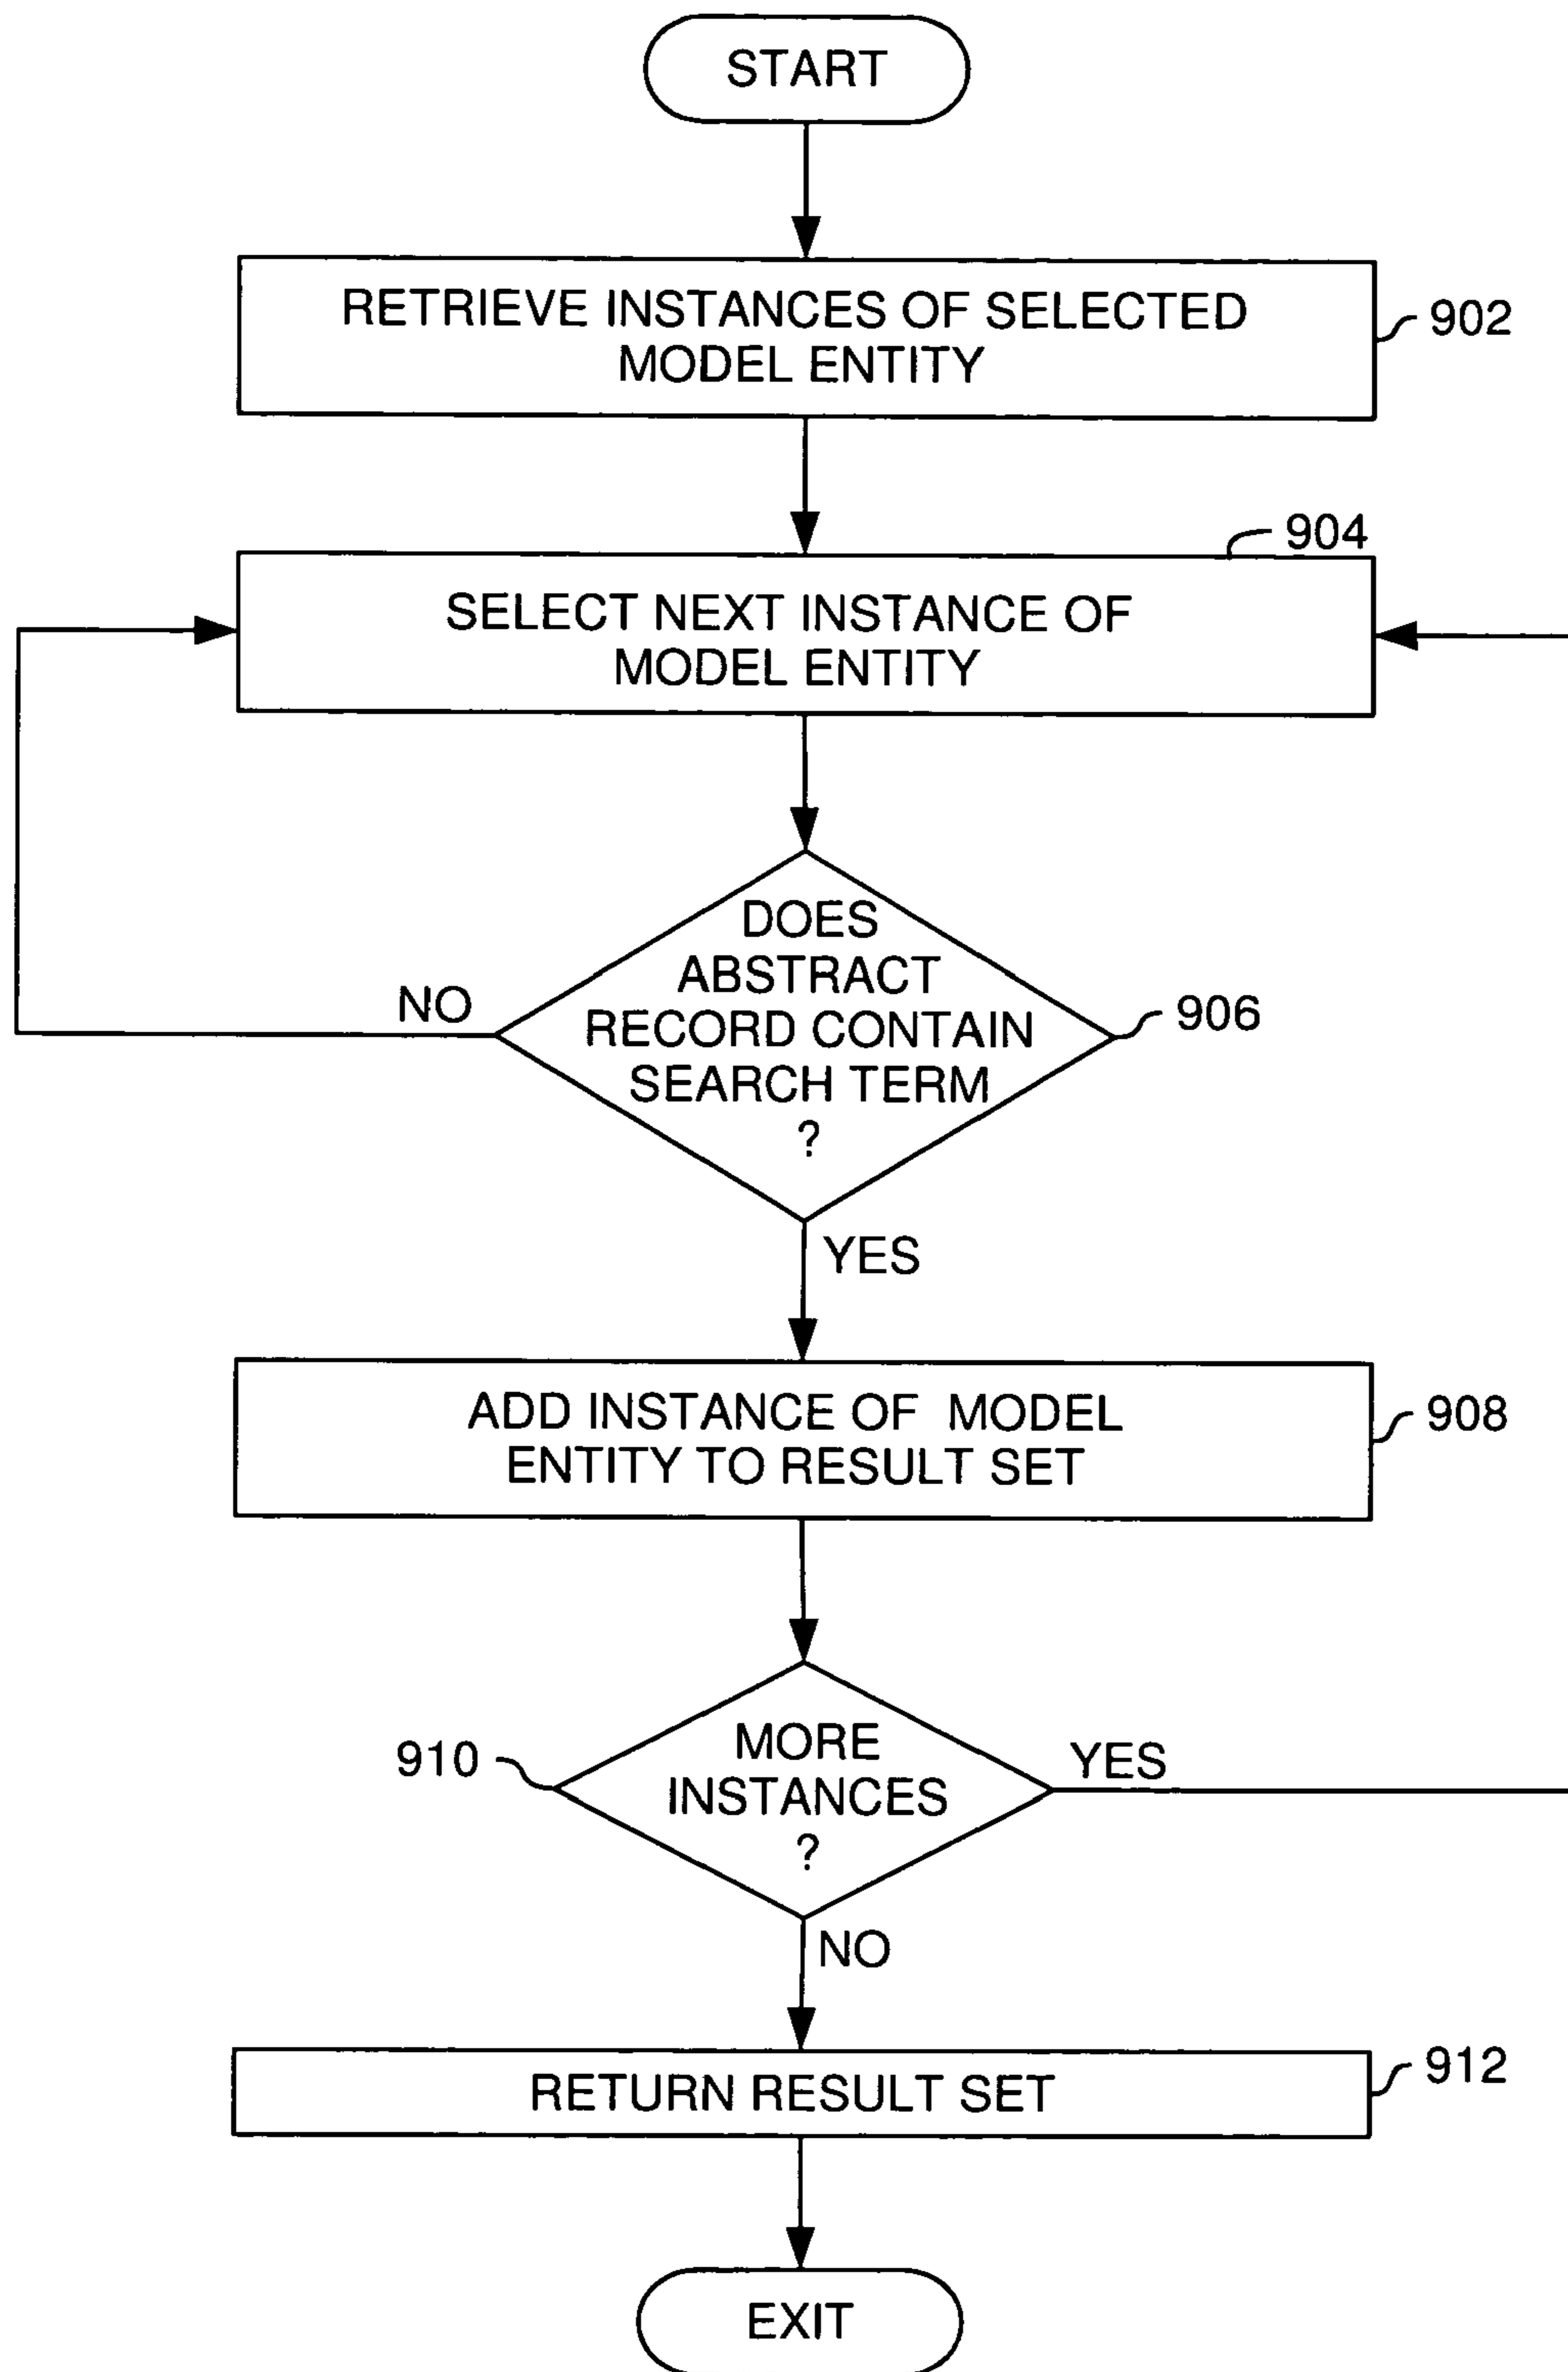 START
RETRIEVE INSTANCES OF SELECTED
MODEL ENTITY
902
904
SELECT NEXT INSTANCE OF
MODEL ENTITY
DOES
ABSTRACT
RECORD CONTAIN
SEARCH TERM
?
NO
906
YES
ADD INSTANCE OF MODEL
ENTITY TO RESULT SET
908
910
MORE
INSTANCES
?
YES
NO
RETURN RESULT SET
912
EXIT